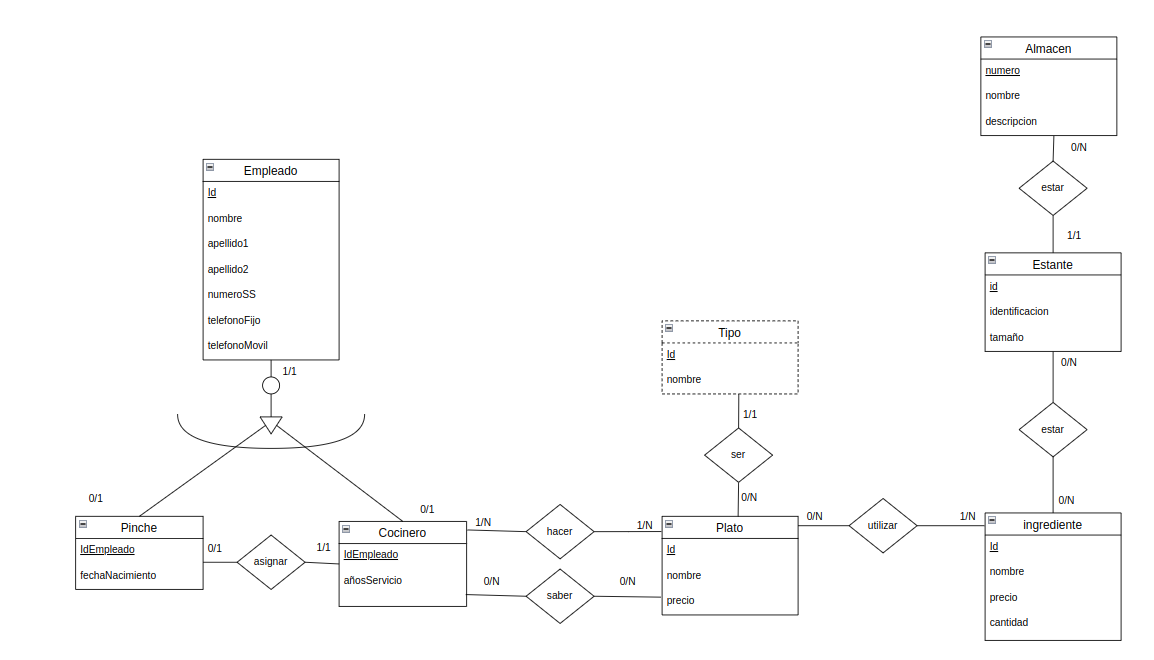 Almacen
numero
nombre
descripcion
0/N
estar
1/1
Estante
id
identificacion
tamaño
0/N
estar
0/N
ingrediente
Id
nombre
precio
cantidad
Empleado
Id
nombre
apellido1
apellido2
numeroSS
telefonoFijo
telefonoMovil
1/1
0/1
0/1
Pinche
IdEmpleado
fechaNacimiento
0/1
asignar
1/1
Cocinero
IdEmpleado
añosServicio
1/N
hacer
1/N
0/N
saber
0/N
Tipo
Id
nombre
1/1
ser
0/N
Plato
Id
nombre
precio
0/N
utilizar
1/N